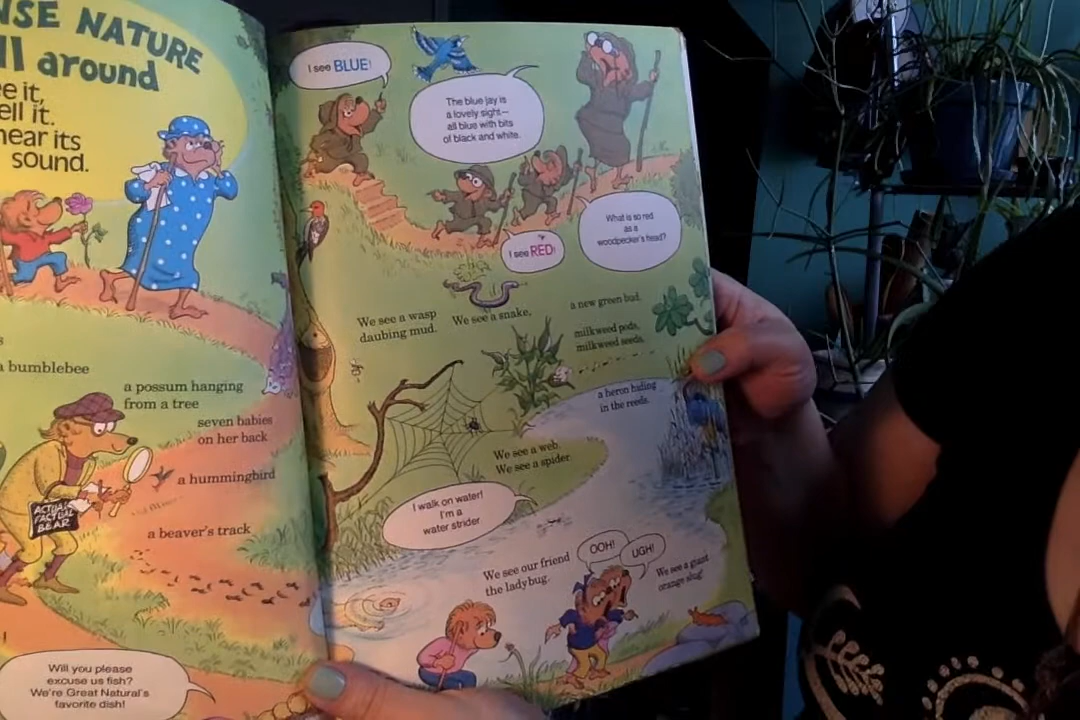 NSE NATURE
ll around
e it,
ell it.
hear its
sound.
a bumblebee
a possum hanging
from a tree
seven babies
on her back
a hummingbird
ACTUAL
FACTUAL
BEAR
a beaver's track
Will you please
excuse us fish?
We're Great Natural's
favorite dish!
I see BLUE!
The blue jay is
a lovely sight—
all blue with bits
of black and white.
What is so red
as a
woodpecker's head?
I see RED!
We see a wasp
daubing mud.
We see a snake,
a new green bud,
milkweed pods,
milkweed seeds,
a heron hiding
in the reeds.
We see a web.
We see a spider.
I walk on water!
I'm a
water strider
We see our friend
the ladybug.
OOH!
UGH!
We see a giant
orange slug!